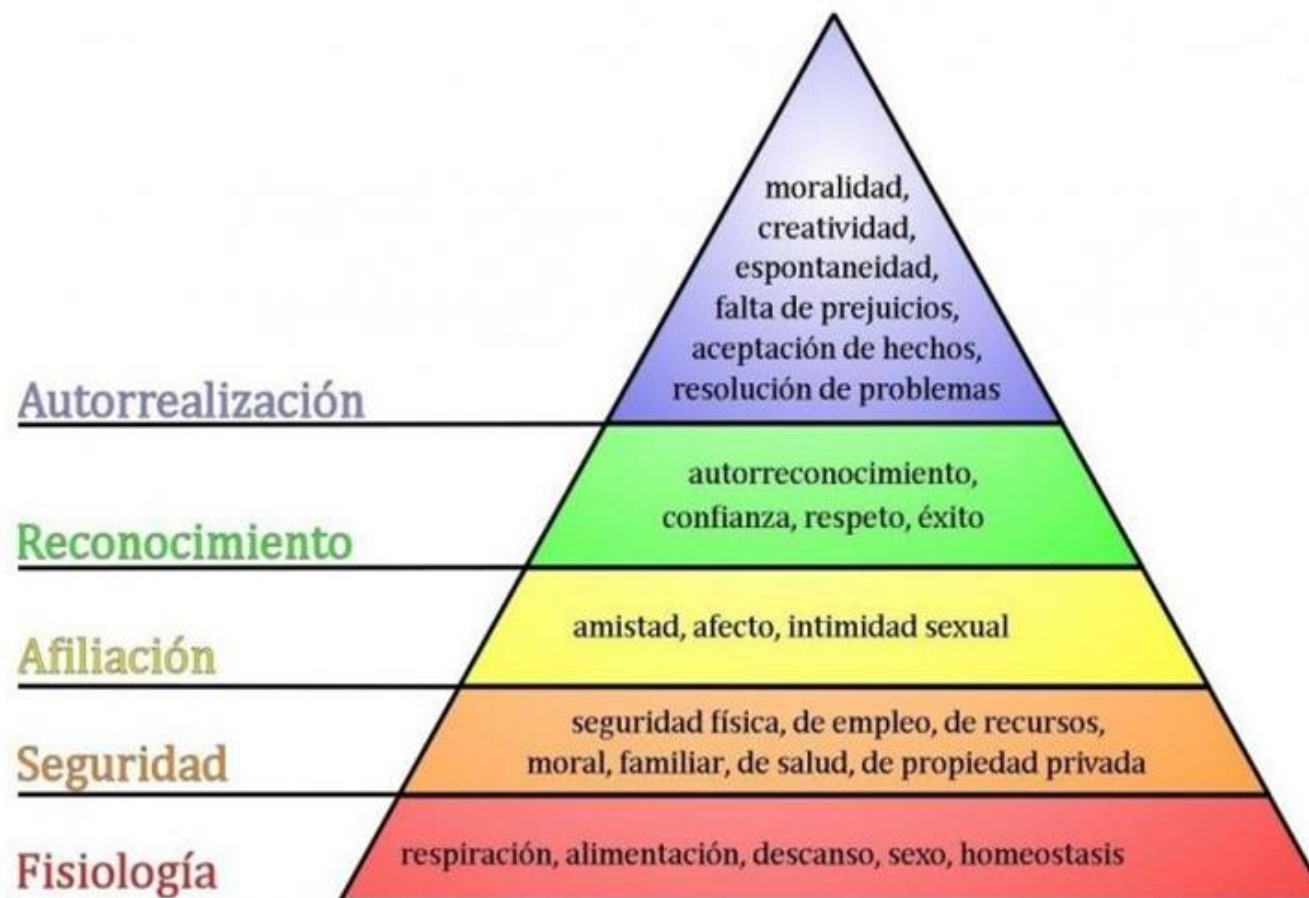 moralidad,
creatividad,
espontaneidad,
falta de prejuicios,
aceptación de hechos,
resolución de problemas
Autorrealización
autorreconocimiento,
confianza, respeto, éxito
Reconocimiento
amistad, afecto, intimidad sexual
Afiliación
seguridad física, de empleo, de recursos,
moral, familiar, de salud, de propiedad privada
Seguridad
respiración, alimentación, descanso, sexo, homeostasis
Fisiología